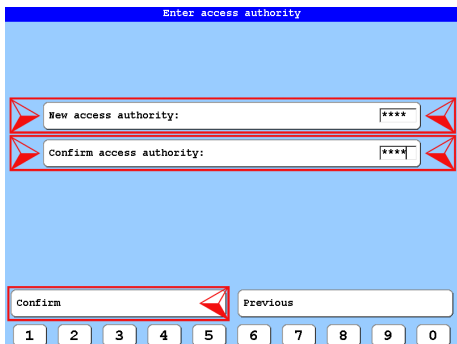 Enter access authority
New access authority: ****
Confirm access authority: ****
Confirm Previous
1 2 3 4 5 6 7 8 9 0